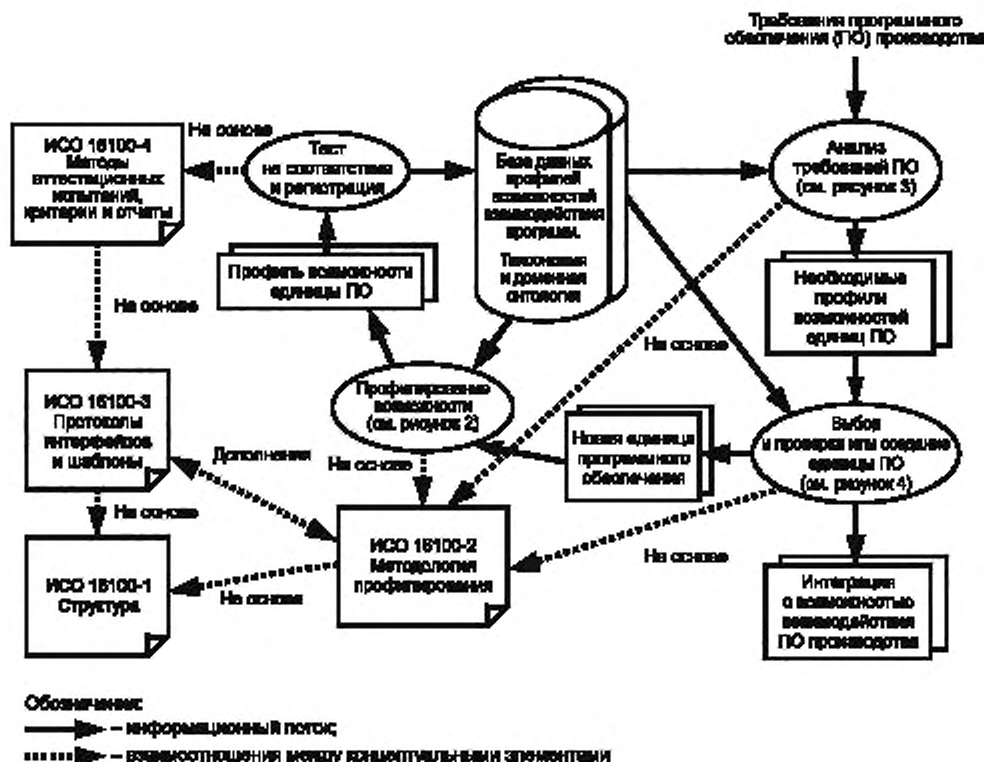 Требования программного
обеспечения (ПО) производства
ИСО 16100-4
Методы
аттестационных
испытаний,
критерии и отчеты
На основе
Тест
на соответствие
и регистрация
База данных
профилей
возможностей
взаимодействия
программ.
Таксономия
и доменная
онтология
Анализ
требований ПО
(см. рисунок 3)
Профиль возможности
единицы ПО
Необходимые
профили
возможностей
единиц ПО
На основе
На основе
ИСО 16100-3
Протоколы
интерфейсов
и шаблоны
Профилирование
возможности
(см. рисунок 2)
Дополнения
На основе
Новая единица
программного
обеспечения
Выбор
и проверка или создание
единицы ПО
(см. рисунок 4)
На основе
ИСО 16100-1
Структура
На основе
ИСО 16100-2
Методология
профилирования
На основе
Интеграция
с возможностью
взаимодействия
ПО производства
Обозначения:
– информационный поток;
– взаимоотношения между концептуальными элементами